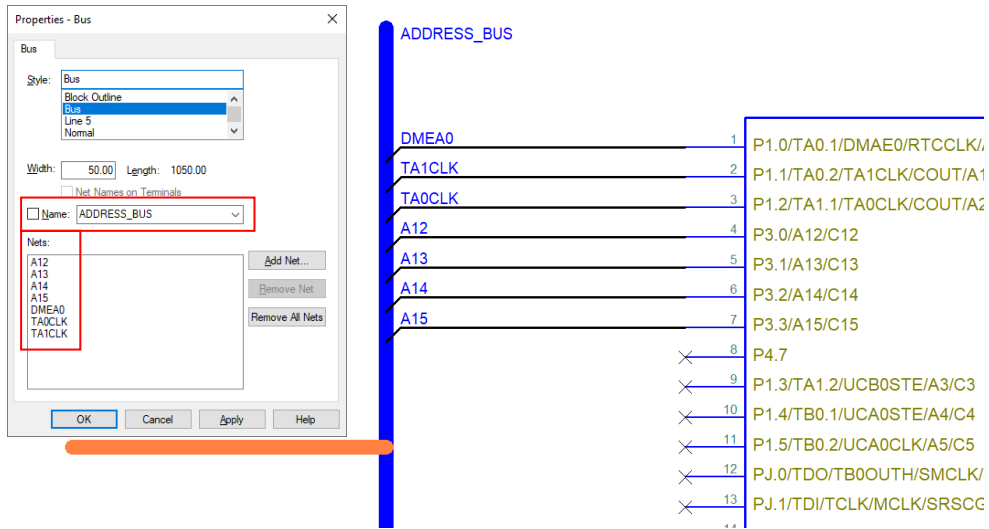 Properties - Bus
Bus
Style: Bus
Block Outline
Bus
Line 5
Normal
Width: 50.00 Length: 1050.00
Net Names on Terminals
Name: ADDRESS_BUS
Nets:
A12
A13
A14
A15
DMEA0
TA0CLK
TA1CLK
Add Net...
Remove Net
Remove All Nets
OK Cancel Apply Help
ADDRESS_BUS
DMEA0 1 P1.0/TA0.1/DMAE0/RTCCLK/
TA1CLK 2 P1.1/TA0.2/TA1CLK/COUT/A1
TA0CLK 3 P1.2/TA1.1/TA0CLK/COUT/A2
A12 4 P3.0/A12/C12
A13 5 P3.1/A13/C13
A14 6 P3.2/A14/C14
A15 7 P3.3/A15/C15
8 P4.7
9 P1.3/TA1.2/UCB0STE/A3/C3
10 P1.4/TB0.1/UCA0STE/A4/C4
11 P1.5/TB0.2/UCA0CLK/A5/C5
12 PJ.0/TDO/TB0OUTH/SMCLK/
13 PJ.1/TDI/TCLK/MCLK/SRSCG